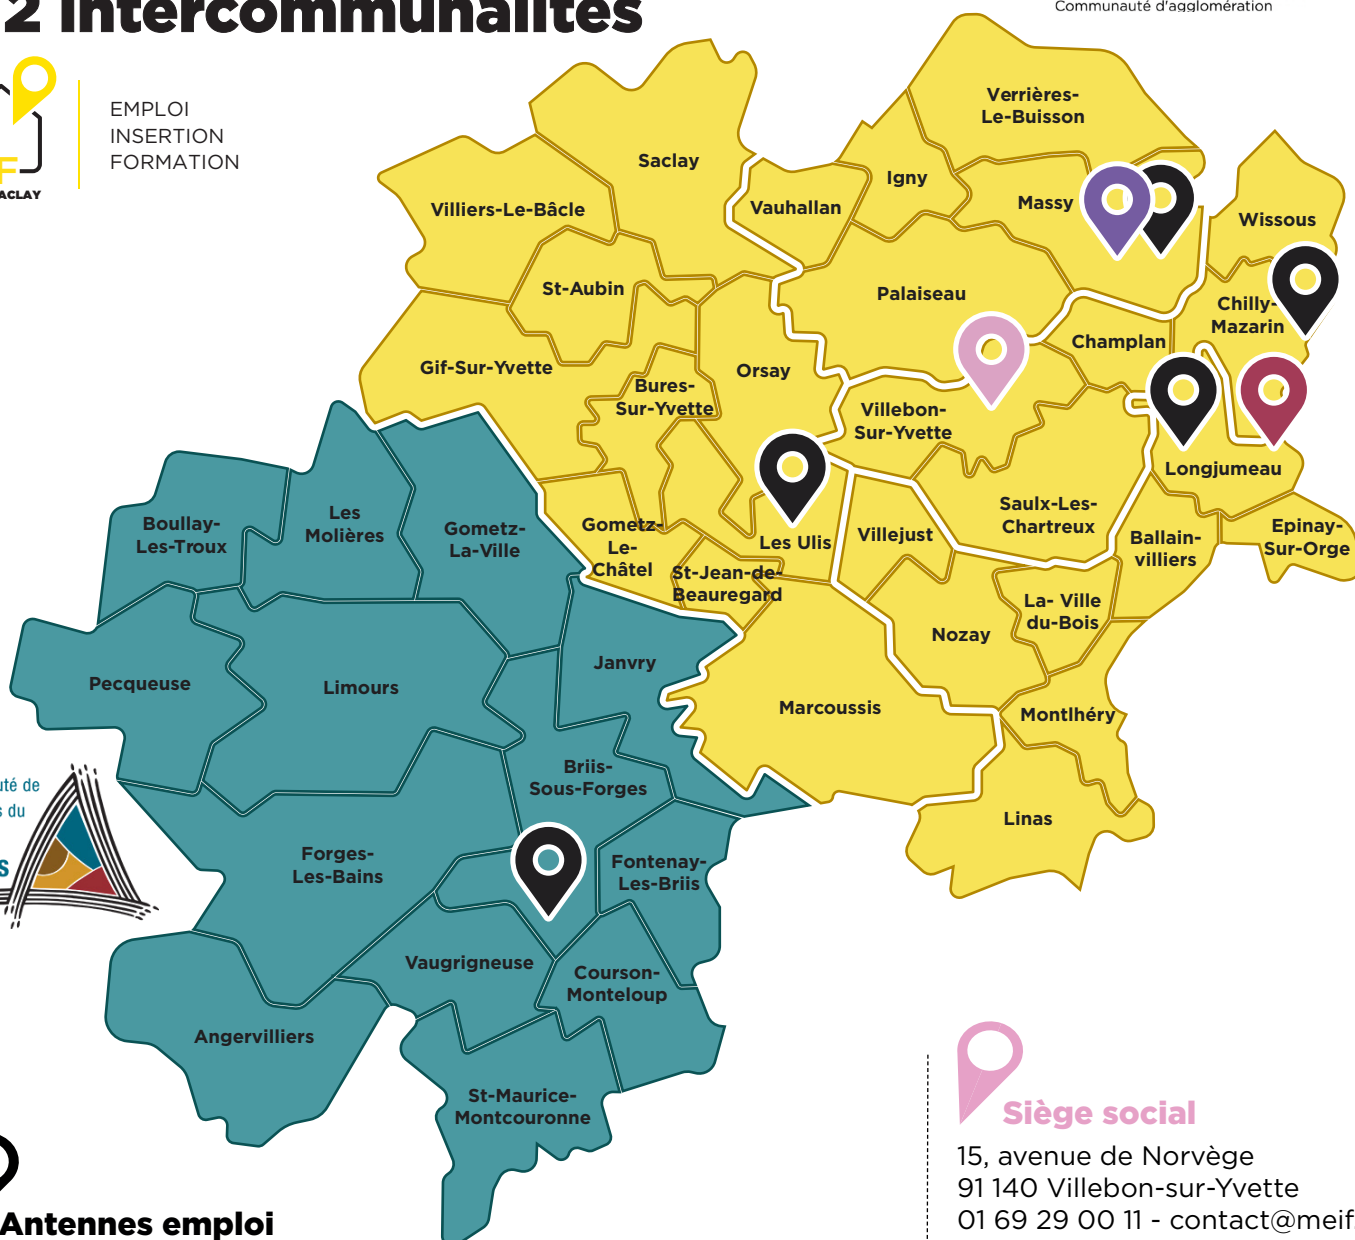 2 intercommunalités
Communauté d'agglomération
EMPLOI
INSERTION
FORMATION
F
ACLAY
Verrières-
Le-Buisson
Saclay
Igny
Massy
Villiers-Le-Bâcle
Vauhallan
Wissous
St-Aubin
Palaiseau
Chilly-
Mazarin
Champlan
Gif-Sur-Yvette
Orsay
Bures-
Sur-Yvette
Villebon-
Sur-Yvette
Longjumeau
Saulx-Les-
Chartreux
Boullay-
Les-Troux
Les
Molières
Gometz-
La-Ville
Gometz-
Le-
Châtel
Les Ulis
Villejust
Ballain-
villiers
Epinay-
Sur-Orge
St-Jean-de-
Beauregard
La- Ville
du-Bois
Nozay
Janvry
Pecqueuse
Limours
Marcoussis
Montlhéry
Briis-
Sous-Forges
uté de
s du
S
Linas
Forges-
Les-Bains
Fontenay-
Les-Briis
Vaugrigneuse
Courson-
Monteloup
Angervilliers
St-Maurice-
Montcouronne
Siège social
15, avenue de Norvège
91 140 Villebon-sur-Yvette
01 69 29 00 11 - contact@meif
Antennes emploi